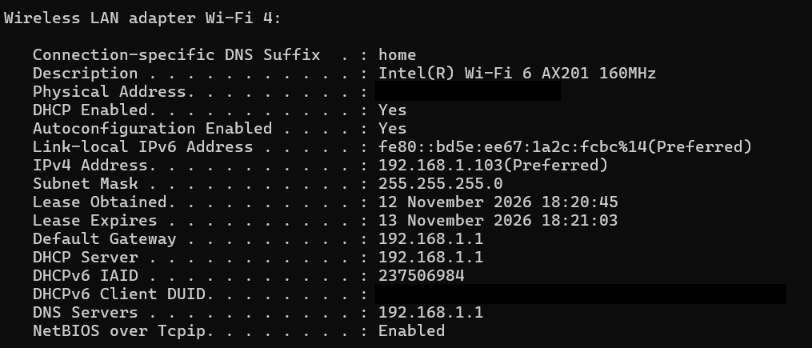 Wireless LAN adapter Wi-Fi 4:
Connection-specific DNS Suffix  . : home
Description . . . . . . . . . . . : Intel(R) Wi-Fi 6 AX201 160MHz
Physical Address. . . . . . . . . :
DHCP Enabled. . . . . . . . . . . : Yes
Autoconfiguration Enabled . . . . : Yes
Link-local IPv6 Address . . . . . : fe80::bd5e:ee67:1a2c:fcbc%14(Preferred)
IPv4 Address. . . . . . . . . . . : 192.168.1.103(Preferred)
Subnet Mask . . . . . . . . . . . : 255.255.255.0
Lease Obtained. . . . . . . . . . : 12 November 2026 18:20:45
Lease Expires . . . . . . . . . . : 13 November 2026 18:21:03
Default Gateway . . . . . . . . . : 192.168.1.1
DHCP Server . . . . . . . . . . . : 192.168.1.1
DHCPv6 IAID . . . . . . . . . . . : 237506984
DHCPv6 Client DUID. . . . . . . . :
DNS Servers . . . . . . . . . . . : 192.168.1.1
NetBIOS over Tcpip. . . . . . . . : Enabled